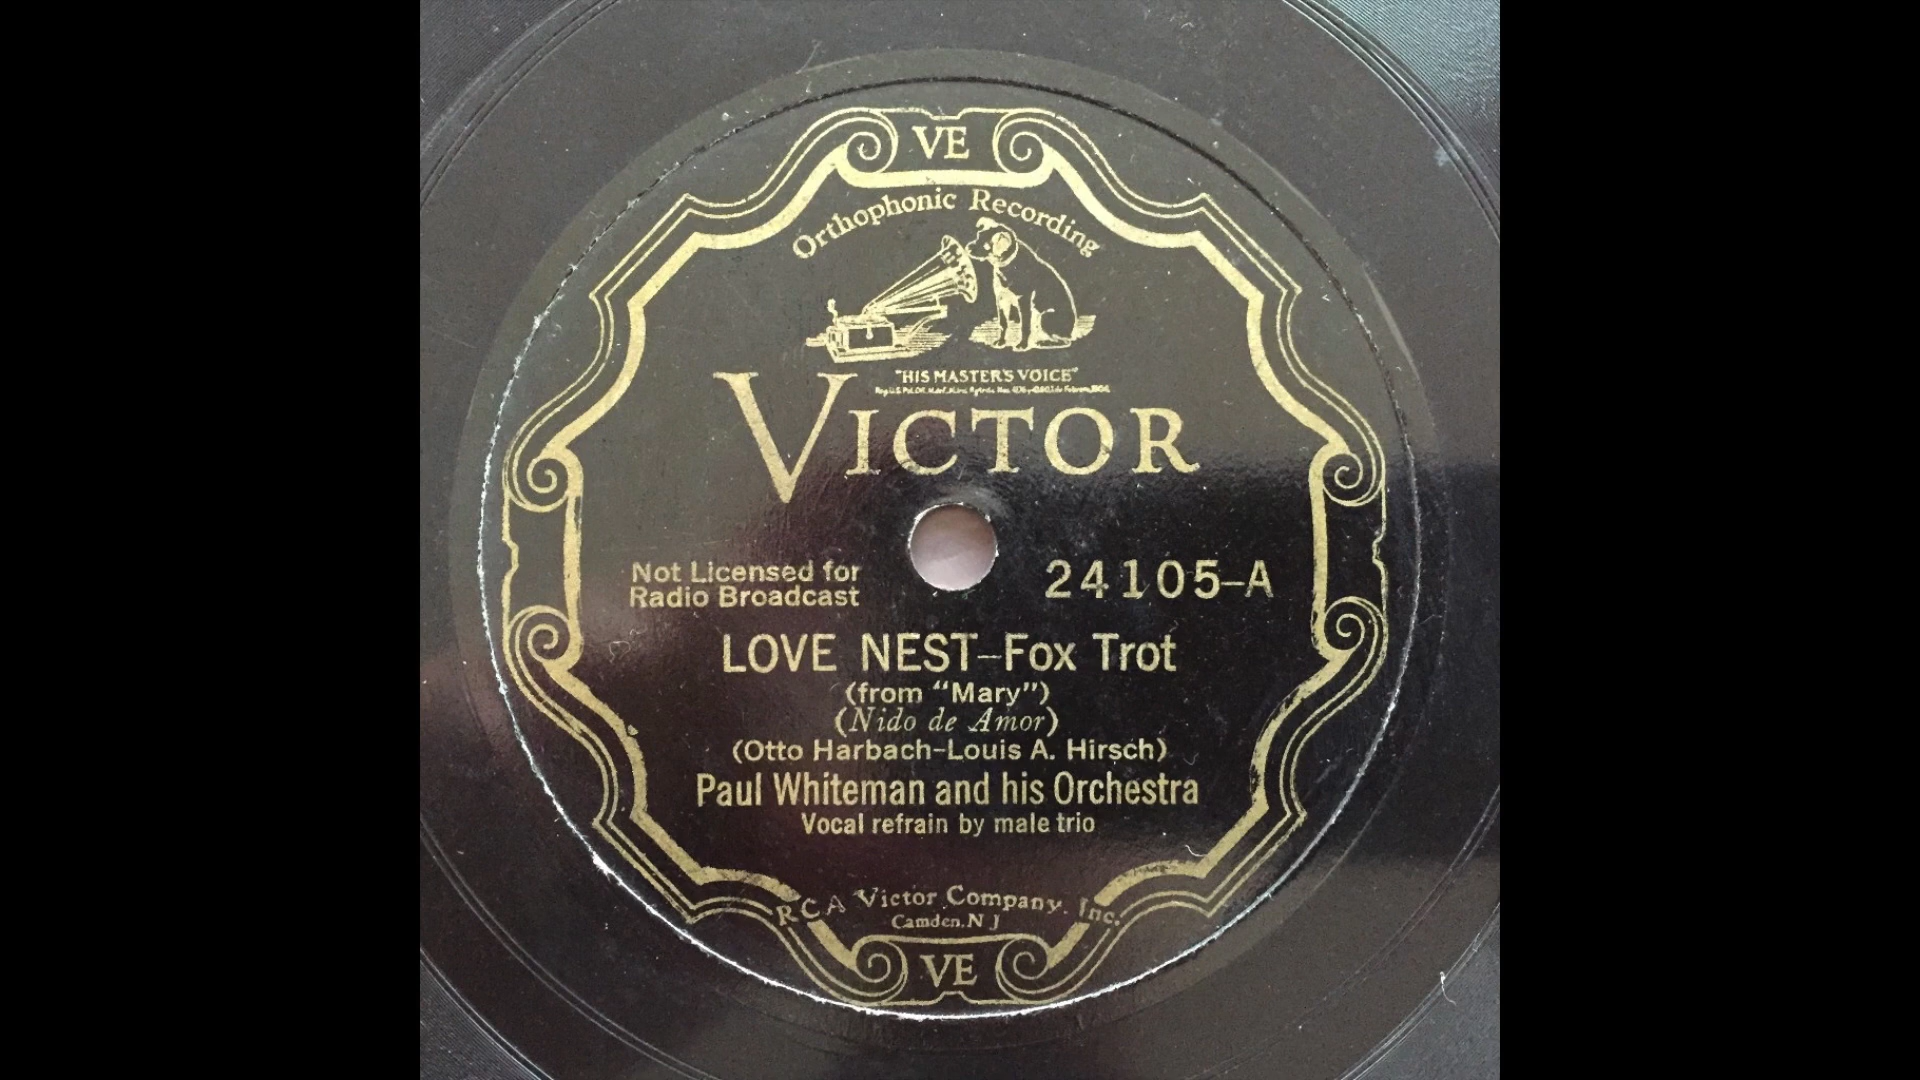 VE
Orthophonic Recording
"HIS MASTER'S VOICE"
VICTOR
Not Licensed for
Radio Broadcast
24105-A
LOVE NEST-Fox Trot
(from "Mary")
(Nido de Amor)
(Otto Harbach-Louis A. Hirsch)
Paul Whiteman and his Orchestra
Vocal refrain by male trio
RCA Victor Company, Inc.
Camden, N J
VE